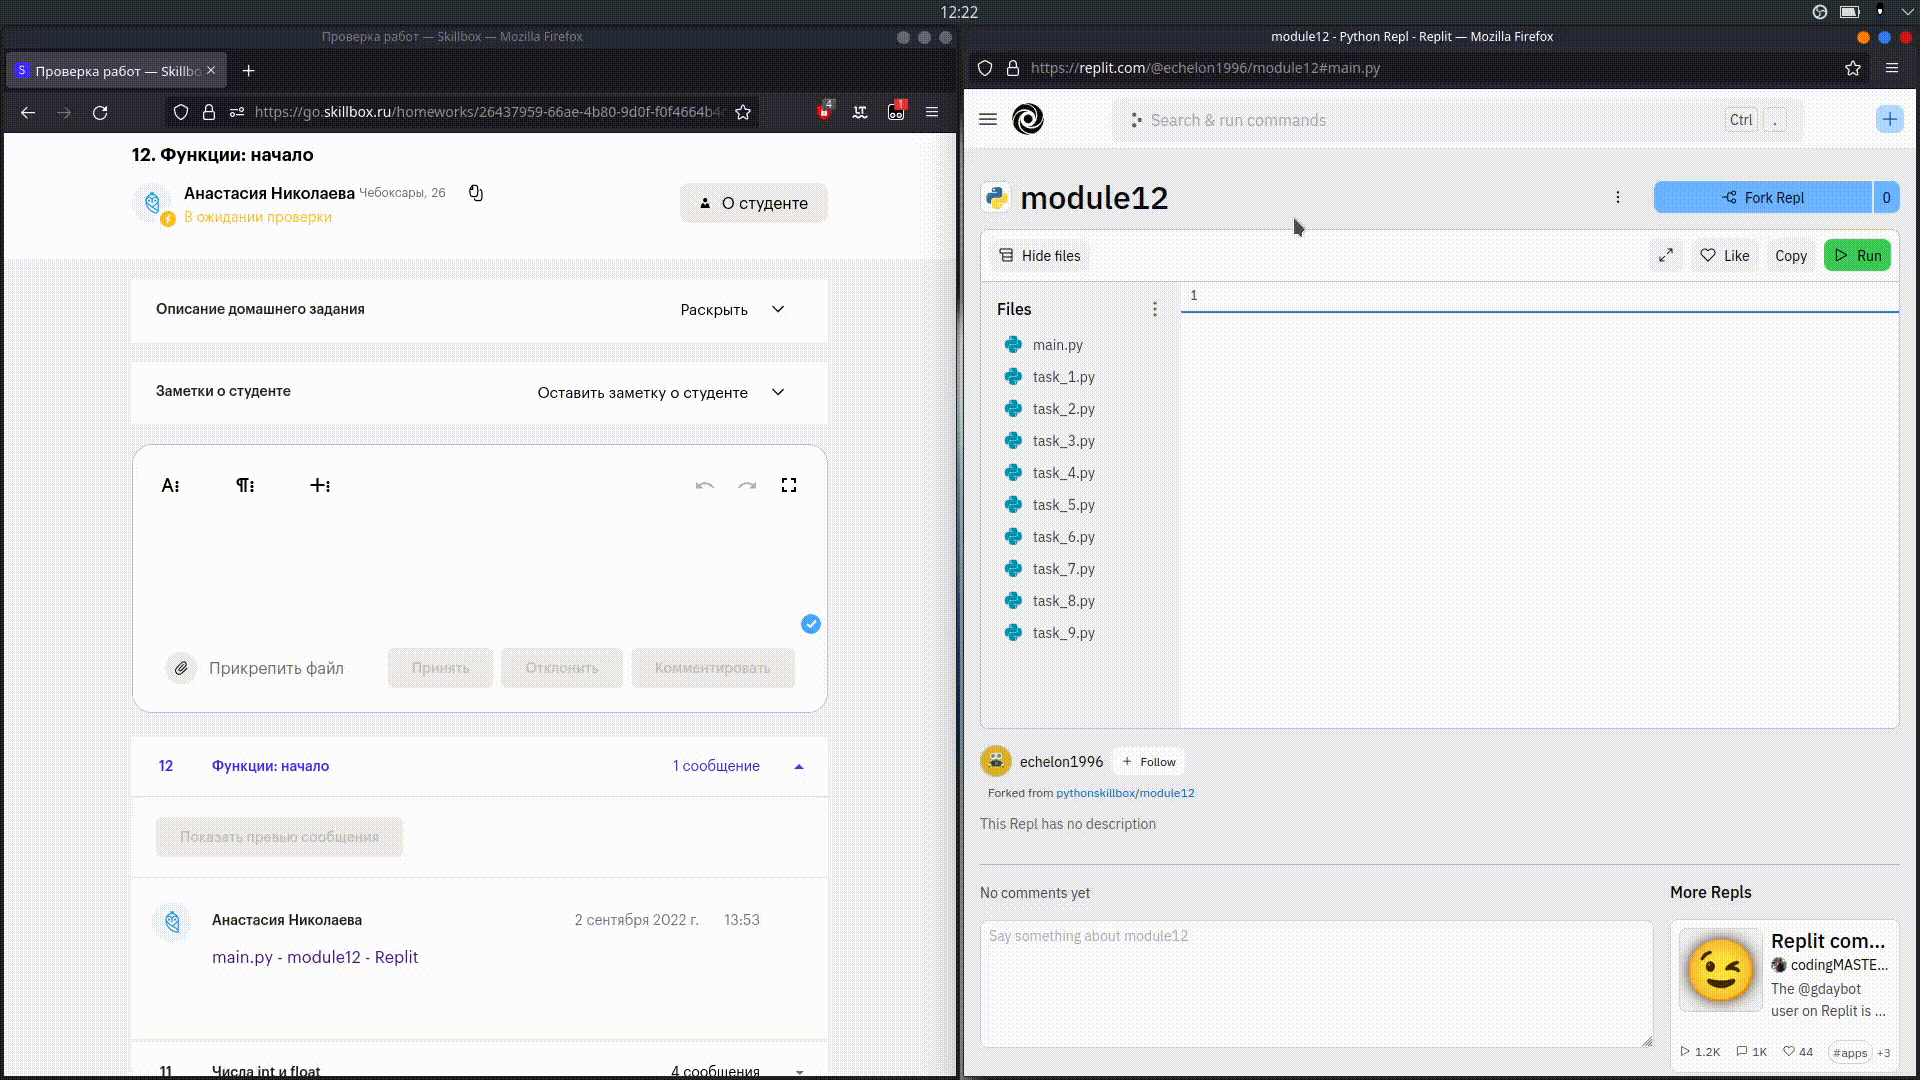 12:22
Проверка работ — Skillbox — Mozilla Firefox
Проверка работ — Skillbo
https://go.skillbox.ru/homeworks/26437959-66ae-4b80-9d0f-f0f4664b4
4
1
12. Функции: начало
Анастасия Николаева Чебоксары, 26
В ожидании проверки
О студенте
Описание домашнего задания
Раскрыть
Заметки о студенте
Оставить заметку о студенте
Прикрепить файл
Принять
Отклонить
Комментировать
12 Функции: начало 1 сообщение
Показать превью сообщения
Анастасия Николаева 2 сентября 2022 г. 13:53
main.py - module12 - Replit
11 Числа int и float 4 сообщения
module12 - Python Repl - Replit — Mozilla Firefox
https://replit.com/@echelon1996/module12#main.py
Search & run commands
Ctrl .
module12
Fork Repl 0
Hide files
Like
Copy
Run
Files
1
main.py
task_1.py
task_2.py
task_3.py
task_4.py
task_5.py
task_6.py
task_7.py
task_8.py
task_9.py
echelon1996
+ Follow
Forked from pythonskillbox/module12
This Repl has no description
No comments yet
Say something about module12
More Repls
Replit com...
codingMASTE...
The @gdaybot
user on Replit is ...
1.2K 1K 44 #apps +3